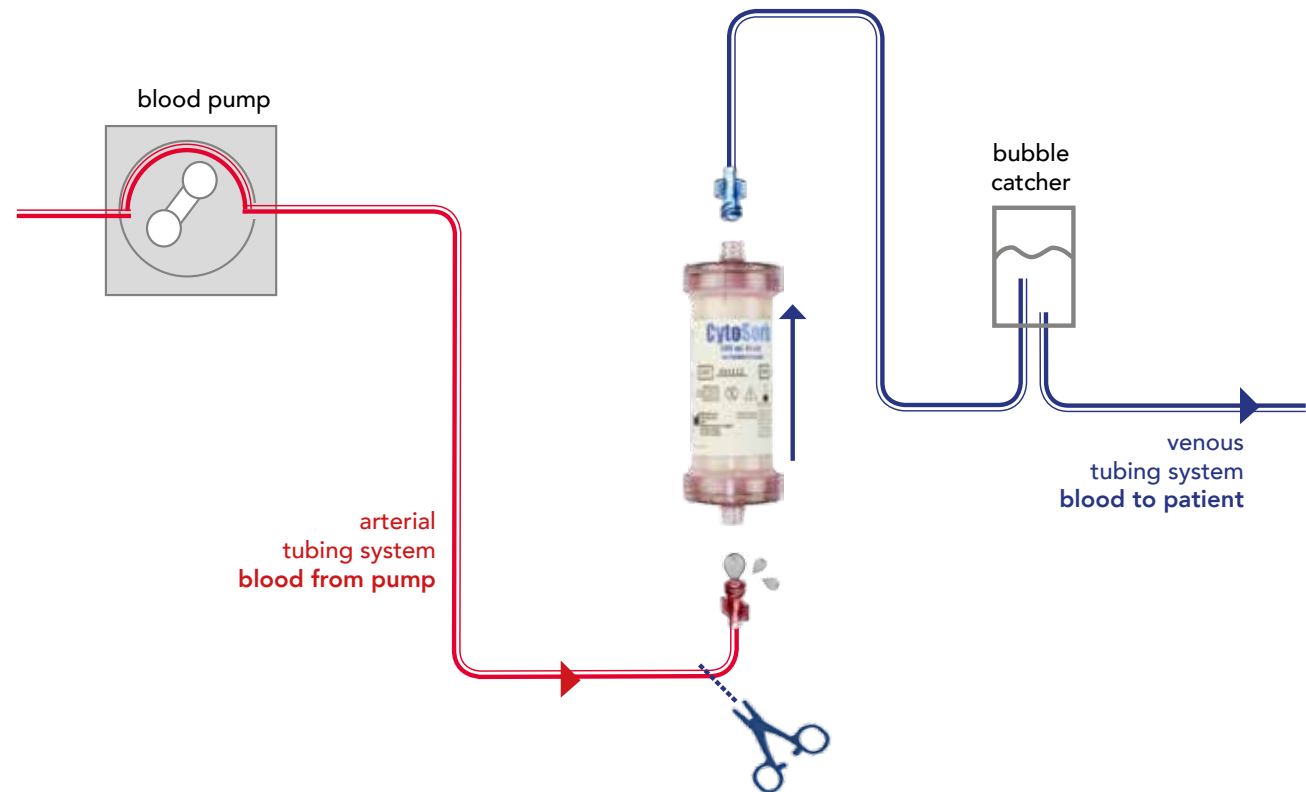 blood pump
bubble
catcher
CytoSorb
arterial
tubing system
blood from pump
venous
tubing system
blood to patient